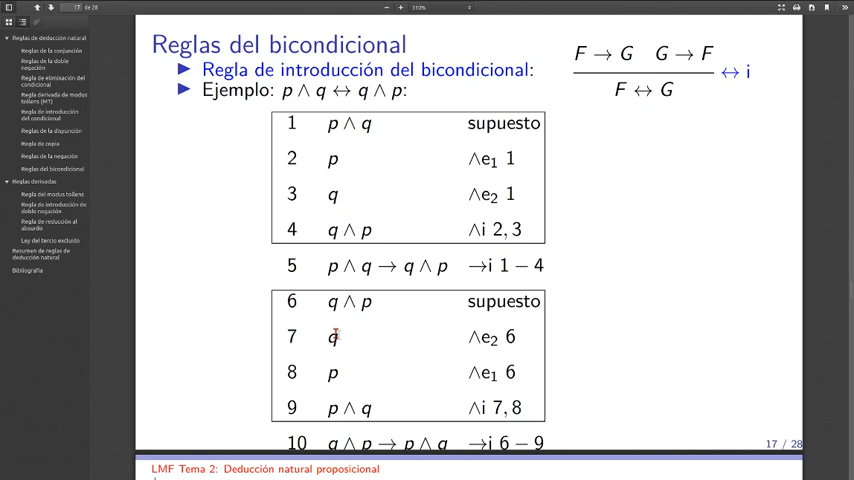 17 de 28
310%
Reglas de deducción natural
Reglas de la conjunción
Reglas de la doble
negación
Regla de eliminación del
condicional
Regla derivada de modus
tollens (MT)
Regla de introducción
del condicional
Reglas de la disyunción
Regla de copia
Reglas de la negación
Reglas del bicondicional
Reglas derivadas
Regla del modus tollens
Regla de introducción de
doble negación
Regla de reducción al
absurdo
Ley del tercio excluido
Resumen de reglas de
deducción natural
Bibliografía
Reglas del bicondicional
Regla de introducción del bicondicional:
F → G G → F
F ↔ G
↔ i
Ejemplo: p ∧ q ↔ q ∧ p:
1 p ∧ q supuesto
2 p ∧e₁ 1
3 q ∧e₂ 1
4 q ∧ p ∧i 2, 3
5 p ∧ q → q ∧ p →i 1 − 4
6 q ∧ p supuesto
7 q ∧e₂ 6
8 p ∧e₁ 6
9 p ∧ q ∧i 7, 8
10 q ∧ p → p ∧ q →i 6 − 9
17 / 28
LMF Tema 2: Deducción natural proposicional